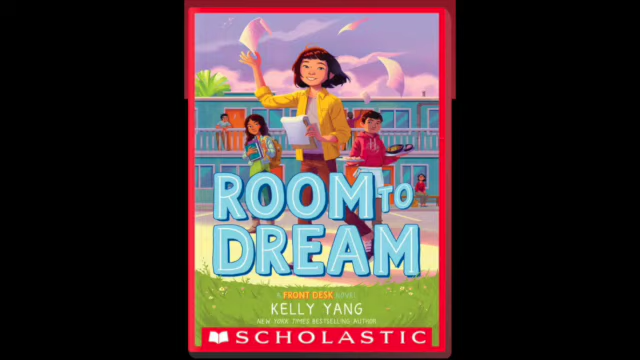 ROOM TO
DREAM
A FRONT DESK NOVEL
KELLY YANG
NEW YORK TIMES BESTSELLING AUTHOR
SCHOLASTIC